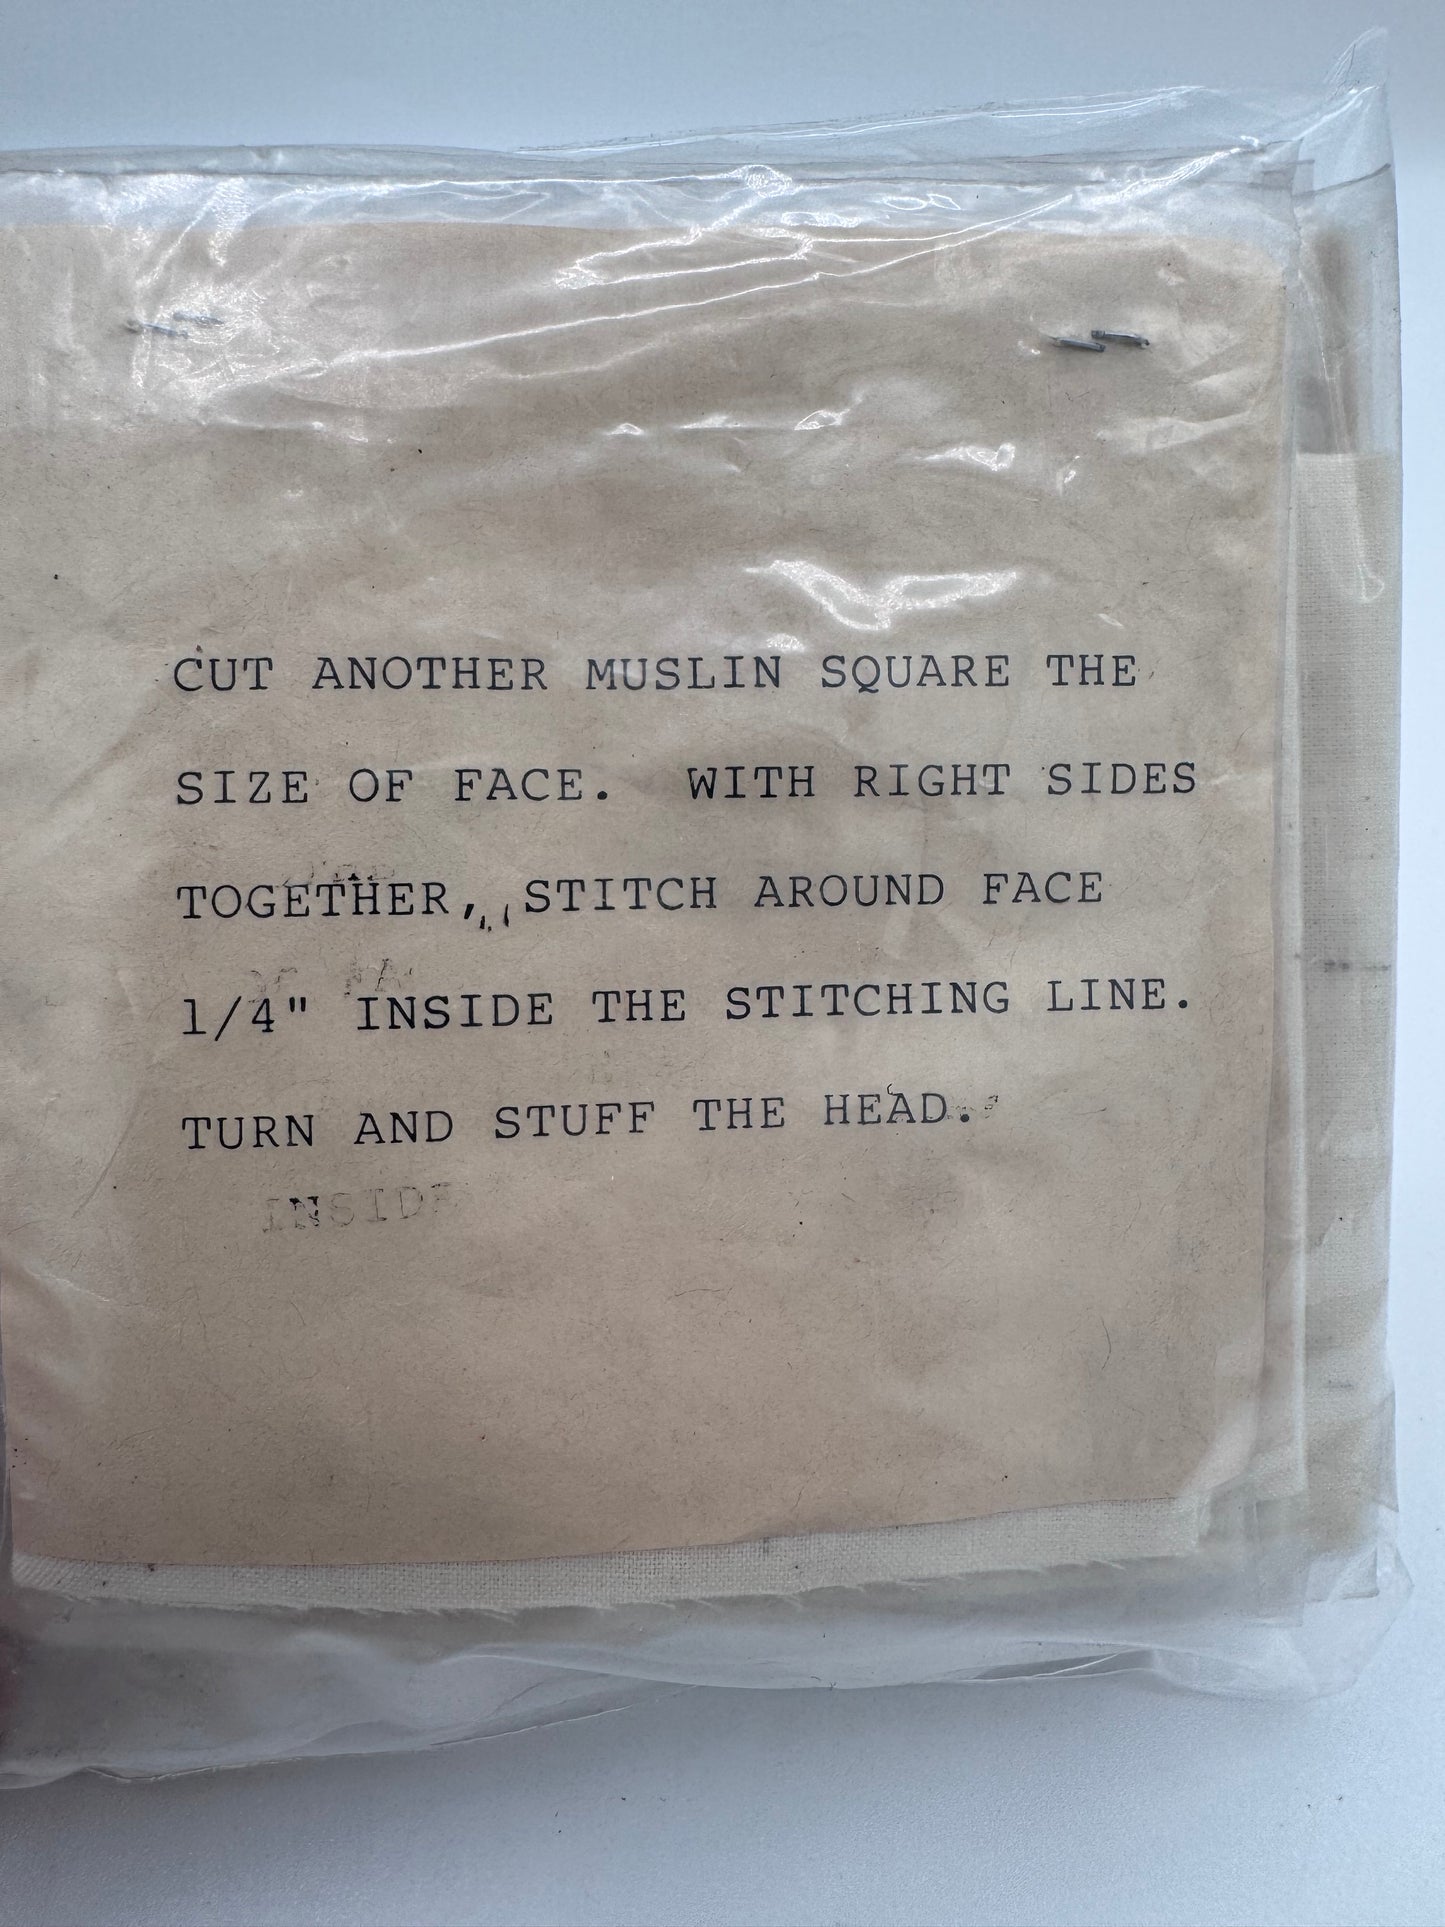 CUT ANOTHER MUSLIN SQUARE THE
SIZE OF FACE.  WITH RIGHT SIDES
TOGETHER, STITCH AROUND FACE
1/4" INSIDE THE STITCHING LINE.
TURN AND STUFF THE HEAD.
INSIDE